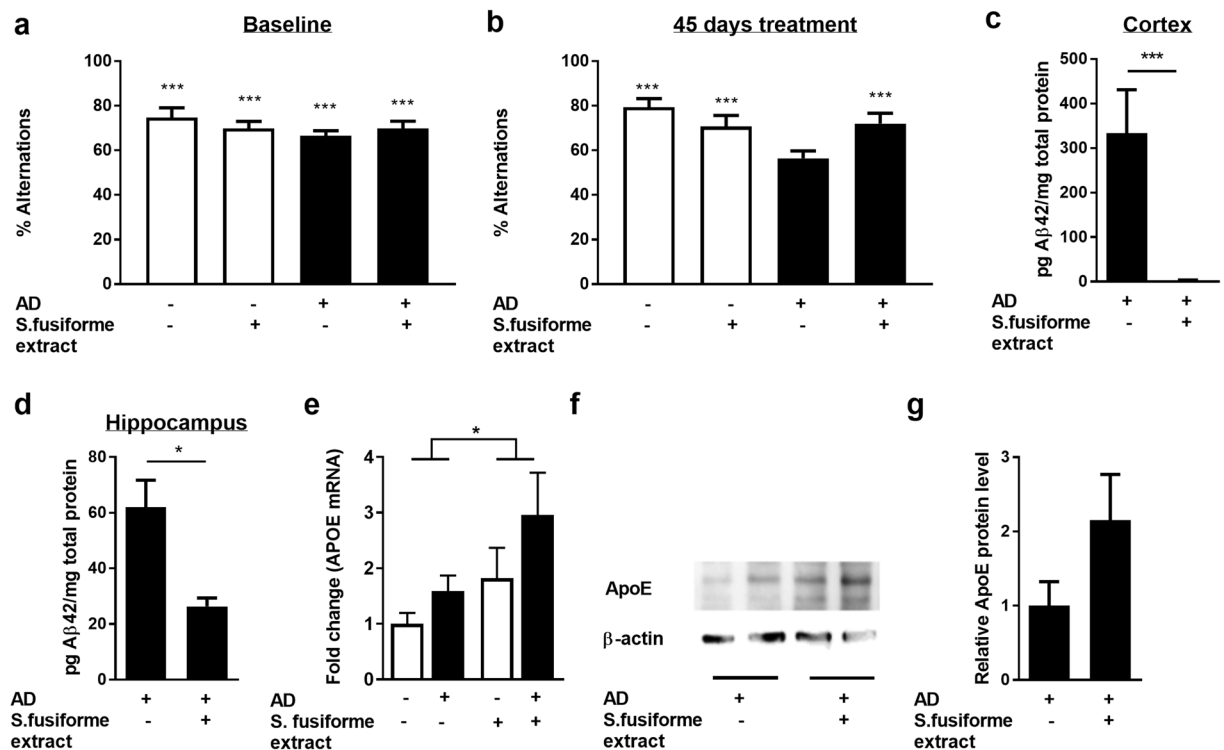 a
Baseline
% Alternations
100
80
60
40
20
0
***
***
***
***
AD - - + +
S.fusiforme - + - +
extract
b
45 days treatment
% Alternations
100
80
60
40
20
0
***
***
***
AD - - + +
S.fusiforme - + - +
extract
c
Cortex
pg Aβ42/mg total protein
500
400
300
200
100
0
***
AD + +
S.fusiforme - +
extract
d
Hippocampus
pg Aβ42/mg total protein
80
60
40
20
0
*
AD + +
S.fusiforme - +
extract
e
Fold change (APOE mRNA)
4
3
2
1
0
*
AD - + - +
S. fusiforme - - + +
extract
f
ApoE
β-actin
AD + +
S.fusiforme - +
extract
g
Relative ApoE protein level
3
2
1
0
AD + +
S.fusiforme - +
extract